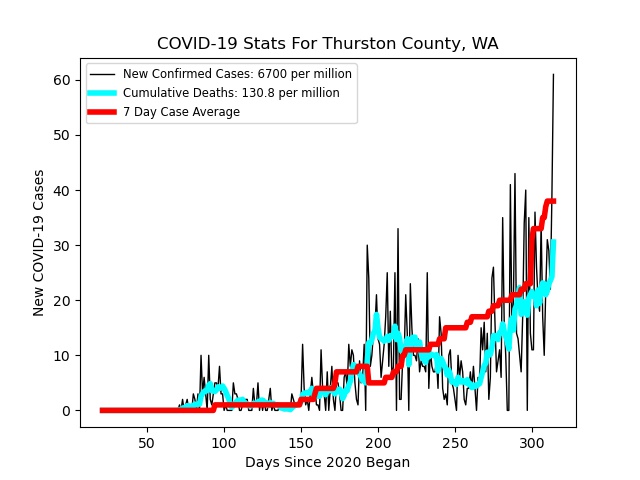 COVID-19 Stats For Thurston County, WA
New Confirmed Cases: 6700 per million
Cumulative Deaths: 130.8 per million
7 Day Case Average
New COVID-19 Cases
60
50
40
30
20
10
0
50 100 150 200 250 300
Days Since 2020 Began